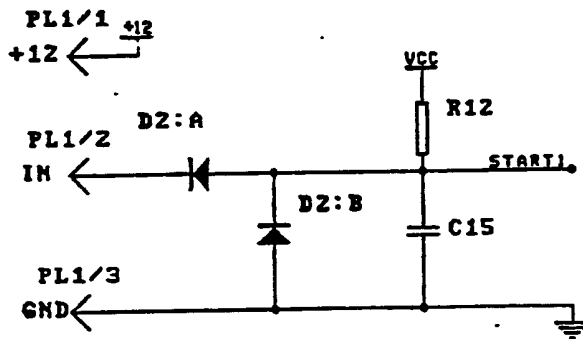 PL1/1
+12
+12
VCC
R12
D2:A
PL1/2
IN
START1
D2:B
C15
PL1/3
GND